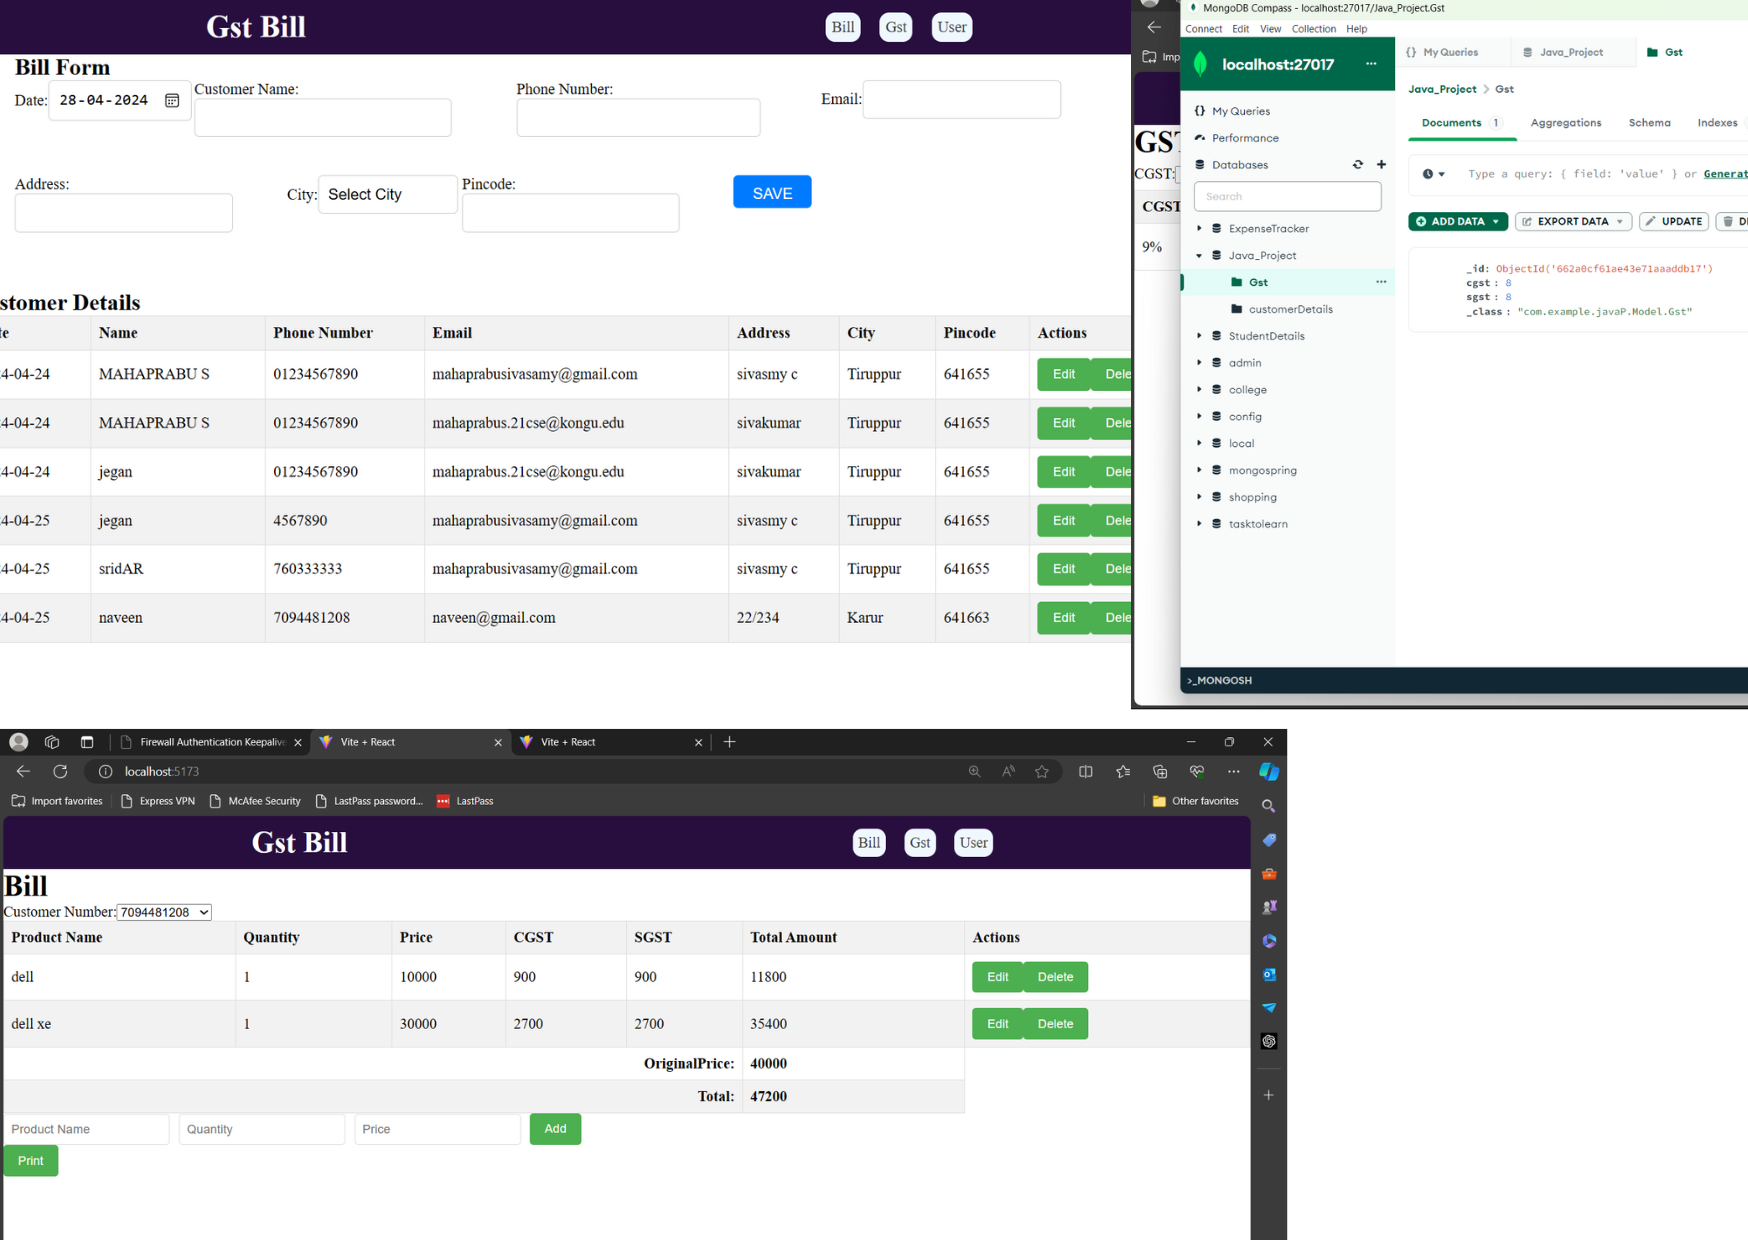 Gst Bill
Bill Gst User
Bill Form
Date: 28-04-2024 Customer Name: Phone Number: Email:
Address: City: Select City Pincode: SAVE
stomer Details
te Name Phone Number Email Address City Pincode Actions
4-04-24 MAHAPRABU S 01234567890 mahaprabusivasamy@gmail.com sivasmy c Tiruppur 641655 Edit Dele
4-04-24 MAHAPRABU S 01234567890 mahaprabus.21cse@kongu.edu sivakumar Tiruppur 641655 Edit Dele
4-04-24 jegan 01234567890 mahaprabus.21cse@kongu.edu sivakumar Tiruppur 641655 Edit Dele
4-04-25 jegan 4567890 mahaprabusivasamy@gmail.com sivasmy c Tiruppur 641655 Edit Dele
4-04-25 sridAR 760333333 mahaprabusivasamy@gmail.com sivasmy c Tiruppur 641655 Edit Dele
4-04-25 naveen 7094481208 naveen@gmail.com 22/234 Karur 641663 Edit Dele
Imp
GST
CGST:
CGST
9%
MongoDB Compass - localhost:27017/Java_Project.Gst
Connect Edit View Collection Help
localhost:27017 ...
{} My Queries
Performance
Databases
Search
ExpenseTracker
Java_Project
Gst ...
customerDetails
StudentDetails
admin
college
config
local
mongospring
shopping
tasktolearn
{} My Queries Java_Project Gst
Java_Project > Gst
Documents 1 Aggregations Schema Indexes
Type a query: { field: 'value' } or Generat
ADD DATA EXPORT DATA UPDATE D
_id: ObjectId('662a0cf61ae43e71aaaddb17')
cgst : 8
sgst : 8
_class : "com.example.javaP.Model.Gst"
>_MONGOSH
Firewall Authentication Keepaliv Vite + React Vite + React
localhost:5173
Import favorites Express VPN McAfee Security LastPass password... LastPass Other favorites
Gst Bill
Bill Gst User
Bill
Customer Number: 7094481208
Product Name Quantity Price CGST SGST Total Amount Actions
dell 1 10000 900 900 11800 Edit Delete
dell xe 1 30000 2700 2700 35400 Edit Delete
OriginalPrice: 40000
Total: 47200
Product Name Quantity Price Add
Print